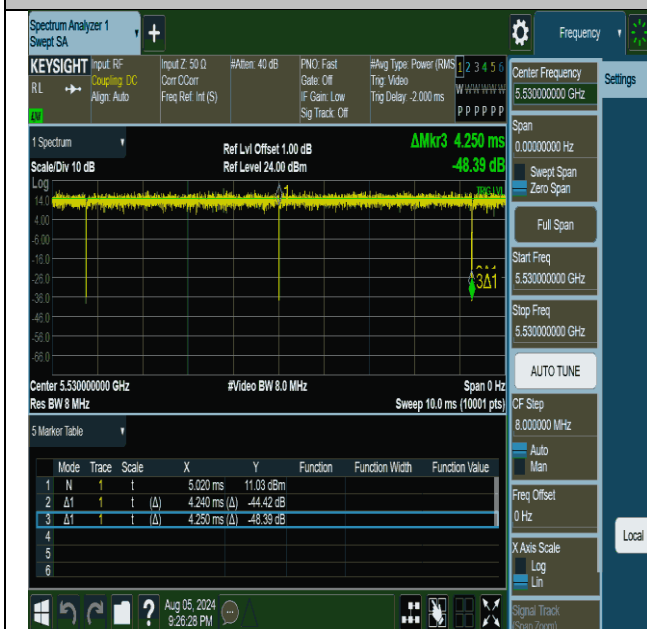 Spectrum Analyzer 1
Swept SA
+
Frequency
KEYSIGHT
RL
Input: RF
Coupling: DC
Align: Auto
Input Z: 50 Ω
Corr CCorr
Freq Ref: Int (S)
#Atten: 40 dB
PNO: Fast
Gate: Off
IF Gain: Low
Sig Track: Off
#Avg Type: Power (RMS
Trig: Video
Trig Delay: -2.000 ms
1 2 3 4 5 6
W W W W W W
P P P P P P
LXI
1 Spectrum
Scale/Div 10 dB
Ref Lvl Offset 1.00 dB
Ref Level 24.00 dBm
ΔMkr3 4.250 ms
-48.39 dB
Log
TRIG LVL
14.0
4.00
-6.00
-16.0
-26.0
-36.0
-46.0
-56.0
-66.0
1
3Δ1
Center 5.530000000 GHz
#Video BW 8.0 MHz
Span 0 Hz
Res BW 8 MHz
Sweep 10.0 ms (10001 pts)
5 Marker Table
Mode Trace Scale X Y Function Function Width Function Value
1 N 1 t 5.020 ms 11.03 dBm
2 Δ1 1 t (Δ) 4.240 ms (Δ) -44.42 dB
3 Δ1 1 t (Δ) 4.250 ms (Δ) -48.39 dB
4
5
6
?
Aug 05, 2024
9:26:28 PM
Center Frequency
5.530000000 GHz
Span
0.00000000 Hz
Swept Span
Zero Span
Full Span
Start Freq
5.530000000 GHz
Stop Freq
5.530000000 GHz
AUTO TUNE
CF Step
8.000000 MHz
Auto
Man
Freq Offset
0 Hz
X Axis Scale
Log
Lin
Signal Track
(Span Zoom)
Settings
Local